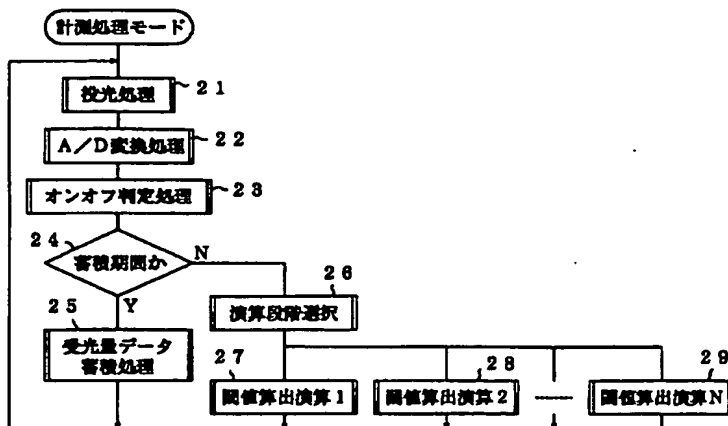 計測処理モード
投光処理
21
A/D変換処理
22
オンオフ判定処理
23
24
蓄積期間か
N
Y
25
受光量データ
蓄積処理
26
演算段階選択
27
閾値算出演算1
28
閾値算出演算2
29
閾値算出演算N